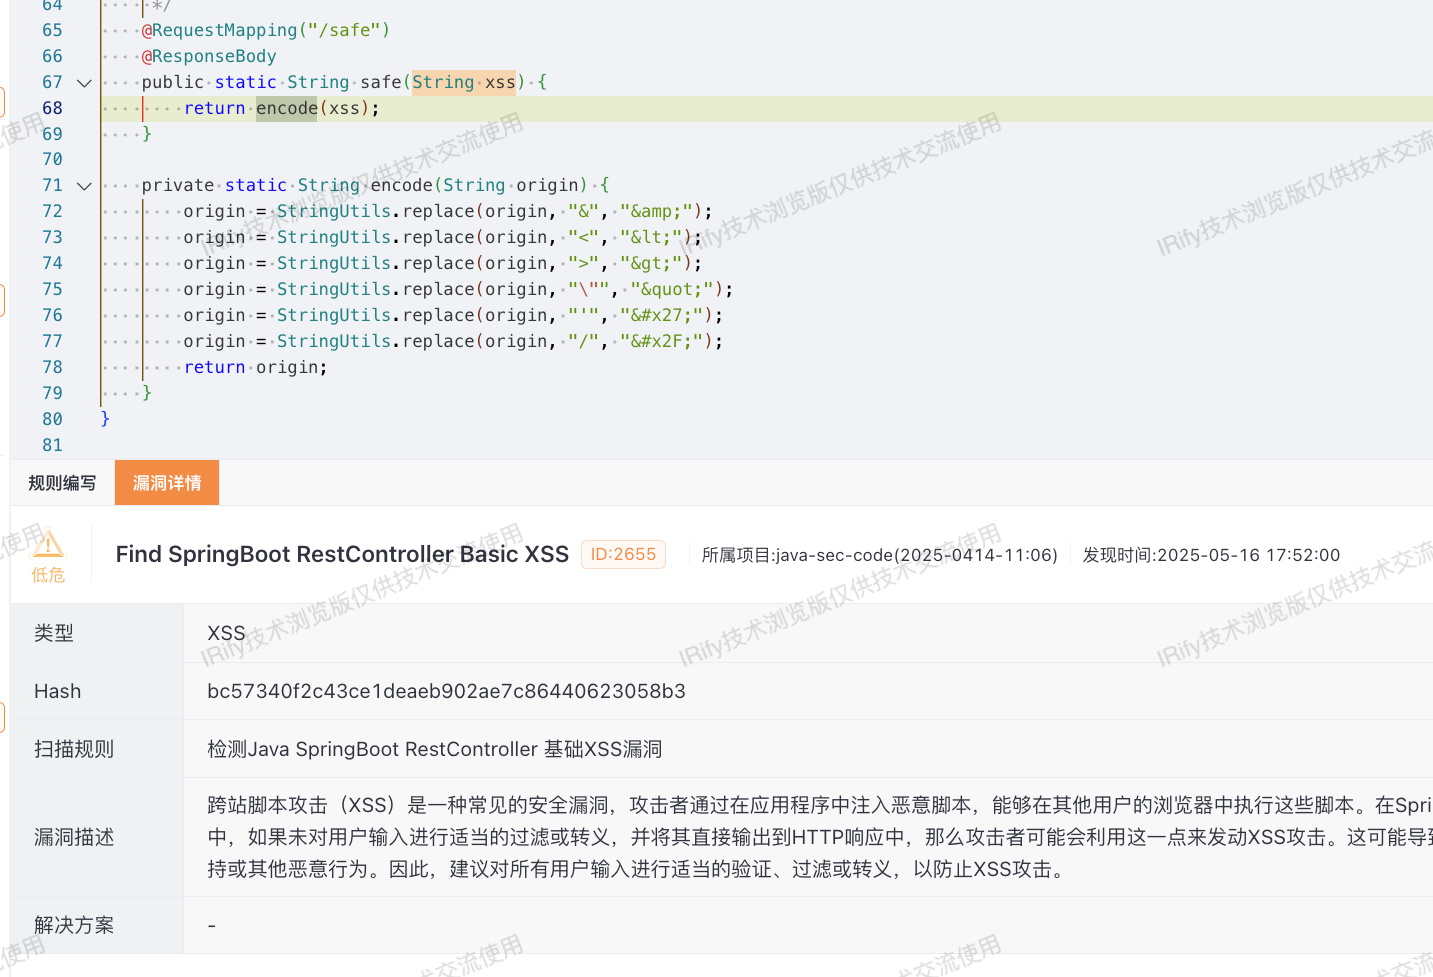 64 */
65 @RequestMapping("/safe")
66 @ResponseBody
67 public static String safe(String xss) {
68 return encode(xss);
69 }
70
71 private static String encode(String origin) {
72 origin = StringUtils.replace(origin, "&", "&amp;");
73 origin = StringUtils.replace(origin, "<", "&lt;");
74 origin = StringUtils.replace(origin, ">", "&gt;");
75 origin = StringUtils.replace(origin, "\"", "&quot;");
76 origin = StringUtils.replace(origin, "'", "&#x27;");
77 origin = StringUtils.replace(origin, "/", "&#x2F;");
78 return origin;
79 }
80 }
81
规则编写 漏洞详情
低危 Find SpringBoot RestController Basic XSS ID:2655 所属项目:java-sec-code(2025-0414-11:06) 发现时间:2025-05-16 17:52:00
类型 XSS
Hash bc57340f2c43ce1deaeb902ae7c86440623058b3
扫描规则 检测Java SpringBoot RestController 基础XSS漏洞
漏洞描述 跨站脚本攻击（XSS）是一种常见的安全漏洞，攻击者通过在应用程序中注入恶意脚本，能够在其他用户的浏览器中执行这些脚本。在Spri
中，如果未对用户输入进行适当的过滤或转义，并将其直接输出到HTTP响应中，那么攻击者可能会利用这一点来发动XSS攻击。这可能导致
持或其他恶意行为。因此，建议对所有用户输入进行适当的验证、过滤或转义，以防止XSS攻击。
解决方案 -
IRify技术浏览版仅供技术交流使用